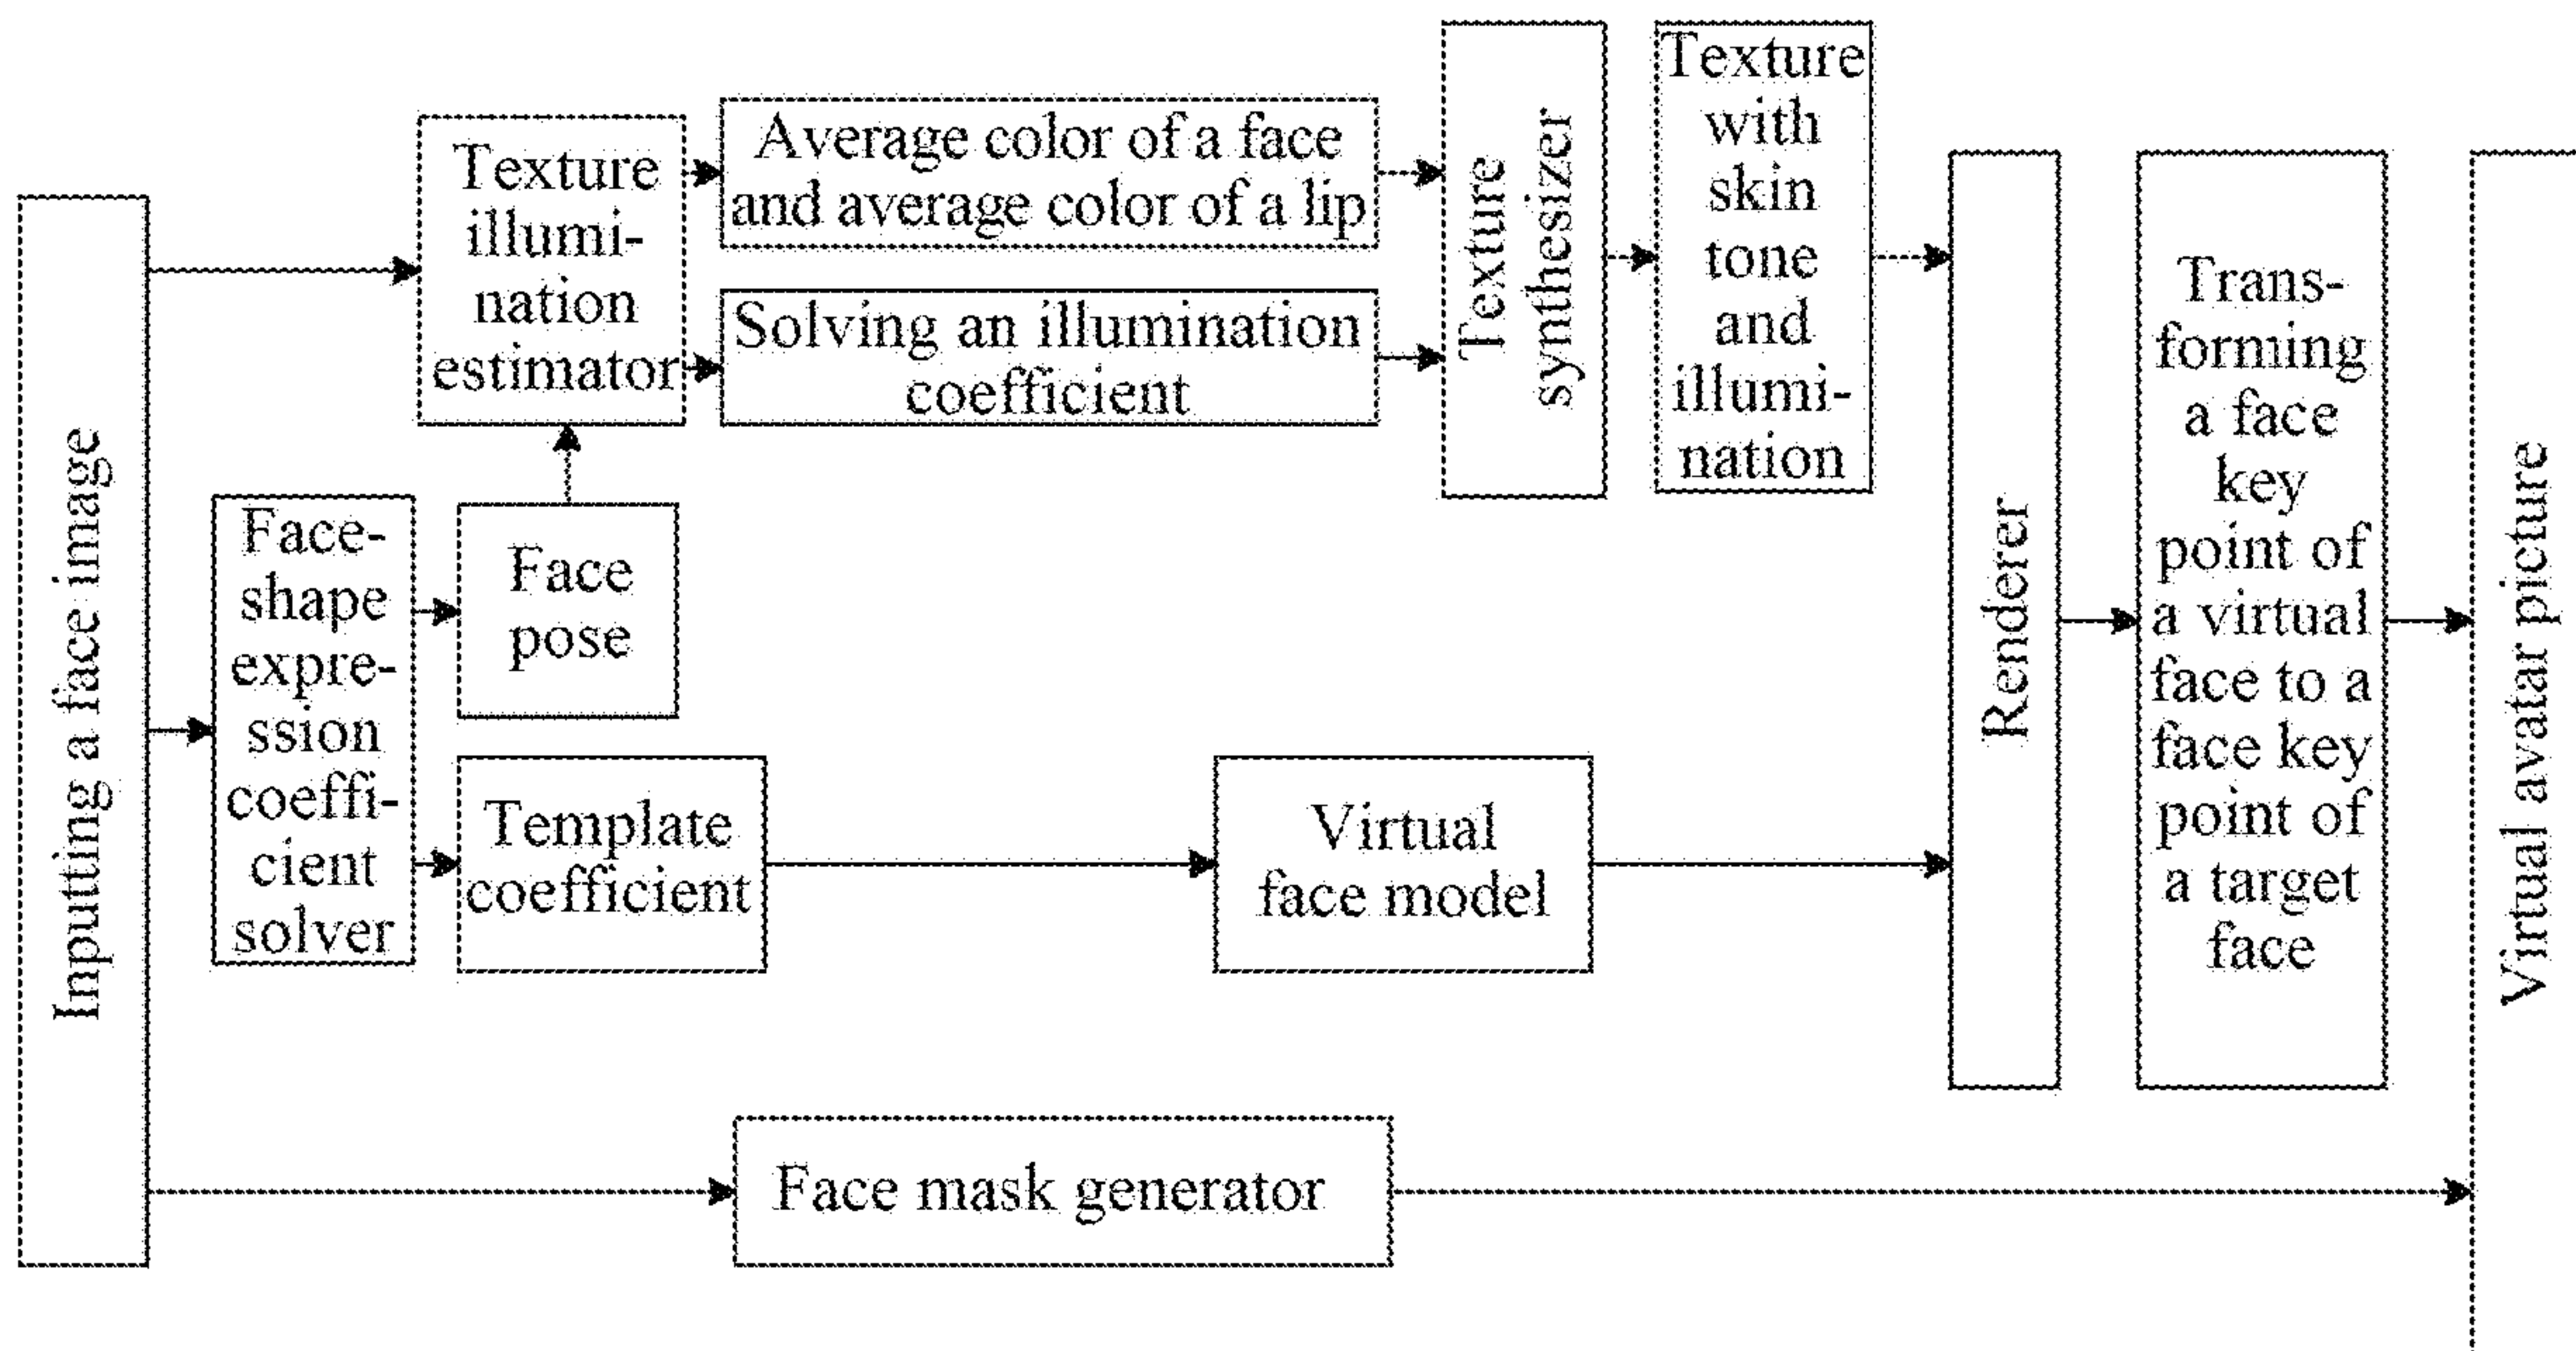 Inputting a face image
Texture
illumi-
nation
estimator
Average color of a face
and average color of a lip
Solving an illumination
coefficient
Texture
synthesizer
Texture
with
skin
tone
and
illumi-
nation
Face-
shape
expre-
ssion
coeffi-
cient
solver
Face
pose
Template
coefficient
Virtual
face model
Renderer
Trans-
forming
a face
key
point of
a virtual
face to a
face key
point of
a target
face
Virtual avatar picture
Face mask generator